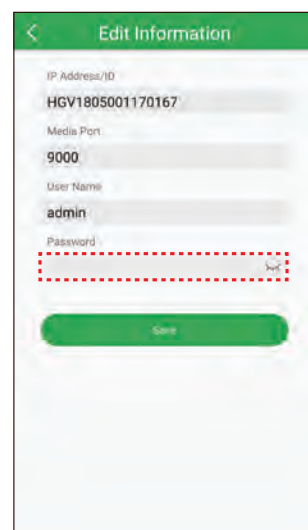 Edit Information
IP Address/ID
HGV1805001170167
Media Port
9000
User Name
admin
Password
Save